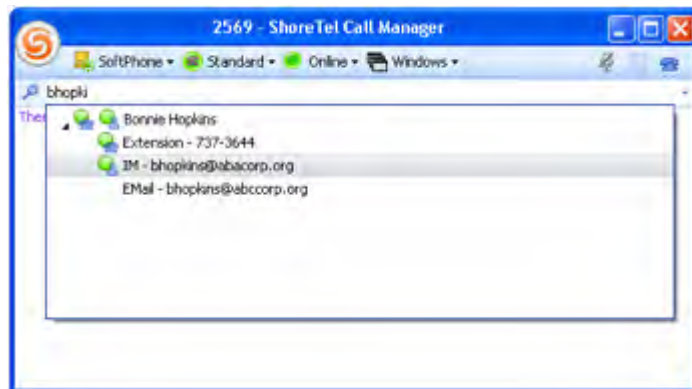 2569 - ShoreTel Call Manager
SoftPhone Standard Online Windows
bhopki
Ther
Bonnie Hopkins
Extension - 737-3644
IM - bhopkins@abacorp.org
EMail - bhopkins@abccorp.org